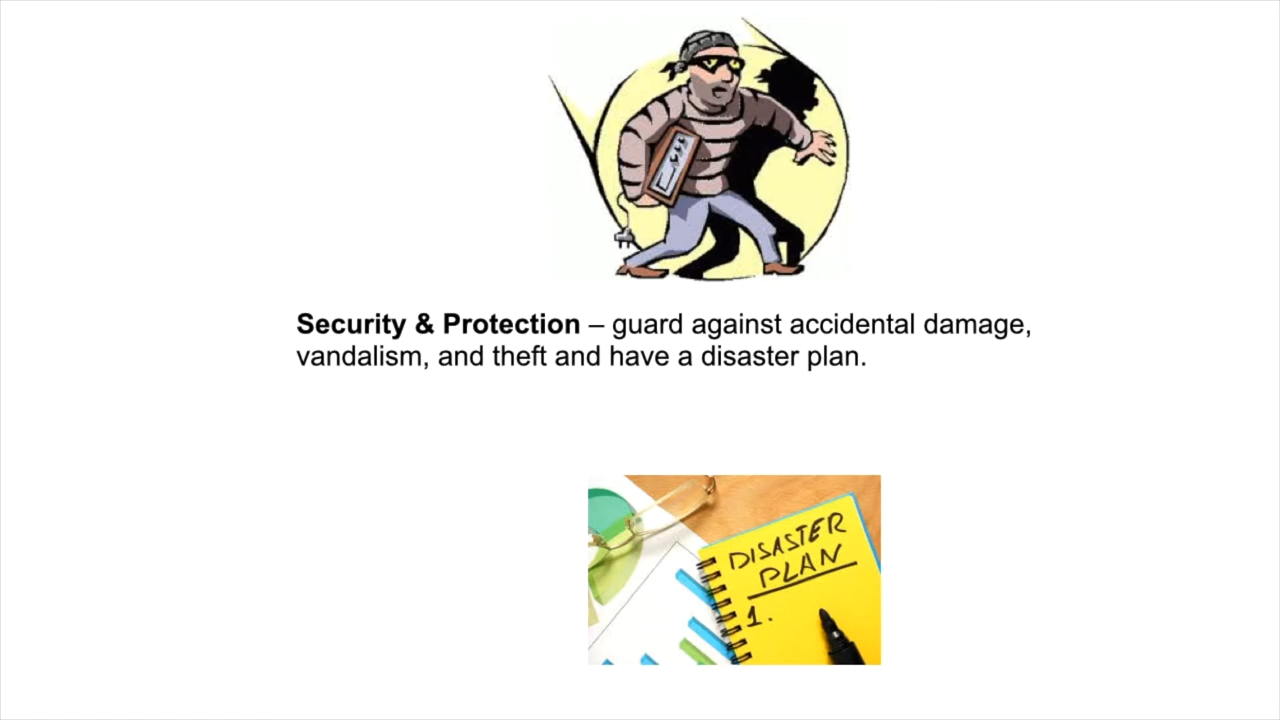 Security & Protection – guard against accidental damage,
vandalism, and theft and have a disaster plan.
DISASTER
PLAN
1.